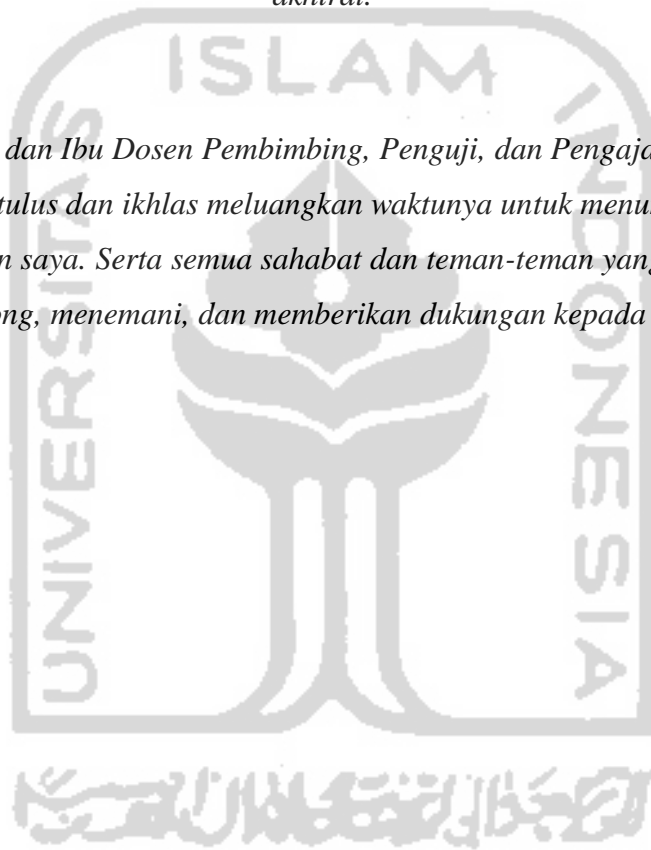 akhirat.
ISLAM
dan Ibu Dosen Pembimbing, Penguji, dan Pengaja
tulus dan ikhlas meluangkan waktunya untuk menu
n saya. Serta semua sahabat dan teman-teman yang
ong, menemani, dan memberikan dukungan kepada
UNIVERSITAS
INDONESIA